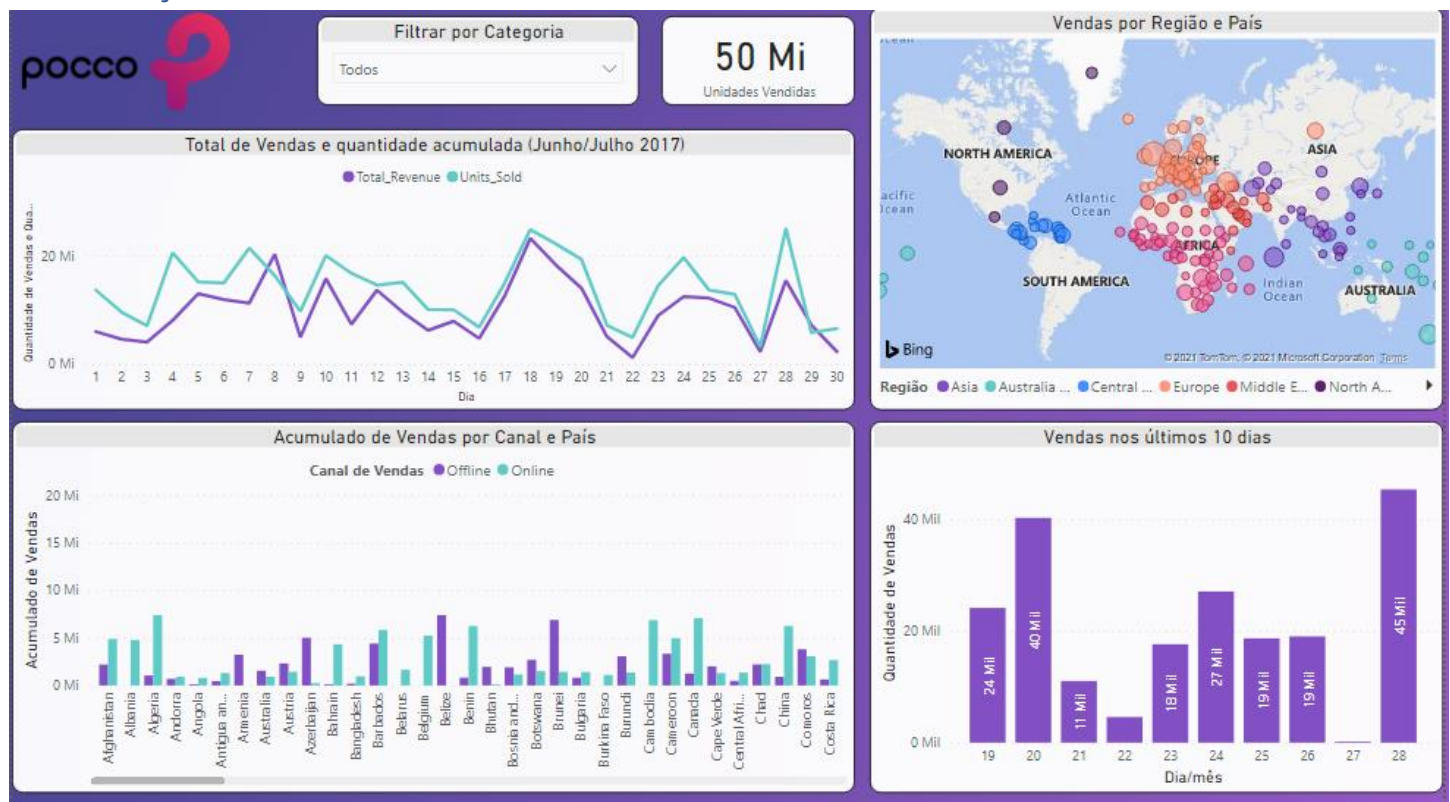 pocco
Filtrar por Categoria
Todos
50 Mi
Unidades Vendidas
Total de Vendas e quantidade acumulada (Junho/Julho 2017)
Total_Revenue Units_Sold
Quantidade de Vendas e Qua...
20 Mi
0 Mi
1 2 3 4 5 6 7 8 9 10 11 12 13 14 15 16 17 18 19 20 21 22 23 24 25 26 27 28 29 30
Dia
Vendas por Região e País
Ocean
NORTH AMERICA
EUROPE
ASIA
acific
Ocean
Atlantic
Ocean
AFRICA
SOUTH AMERICA
Indian
Ocean
AUSTRALIA
Bing
© 2021 TomTom, © 2021 Microsoft Corporation Terms
Região Asia Australia ... Central ... Europe Middle E... North A...
Acumulado de Vendas por Canal e País
Canal de Vendas Offline Online
Acumulado de Vendas
20 Mi
15 Mi
10 Mi
5 Mi
0 Mi
Afghanistan
Albania
Algeria
Andorra
Angola
Antigua an...
Armenia
Australia
Austria
Azerbaijan
Bahrain
Bangladesh
Barbados
Belarus
Belgium
Belize
Benin
Bhutan
Bosnia and...
Botswana
Brunei
Bulgaria
Burkina Faso
Burundi
Cambodia
Cameroon
Canada
Cape Verde
Central Afri...
Chad
China
Comoros
Costa Rica
Vendas nos últimos 10 dias
Quantidade de Vendas
40 Mil
20 Mil
0 Mil
24 Mil
40 Mil
11 Mil
18 Mil
27 Mil
19 Mil
19 Mil
45 Mil
19 20 21 22 23 24 25 26 27 28
Dia/mês